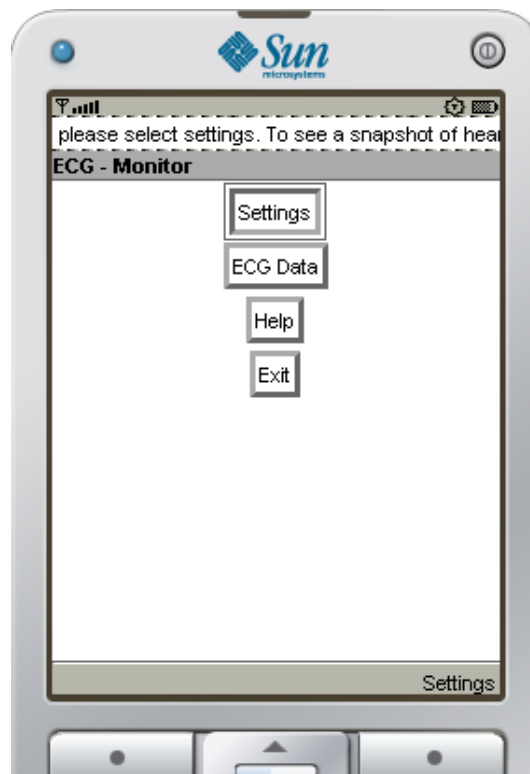 Sun
microsystems
please select settings. To see a snapshot of hear
ECG - Monitor
Settings
ECG Data
Help
Exit
Settings